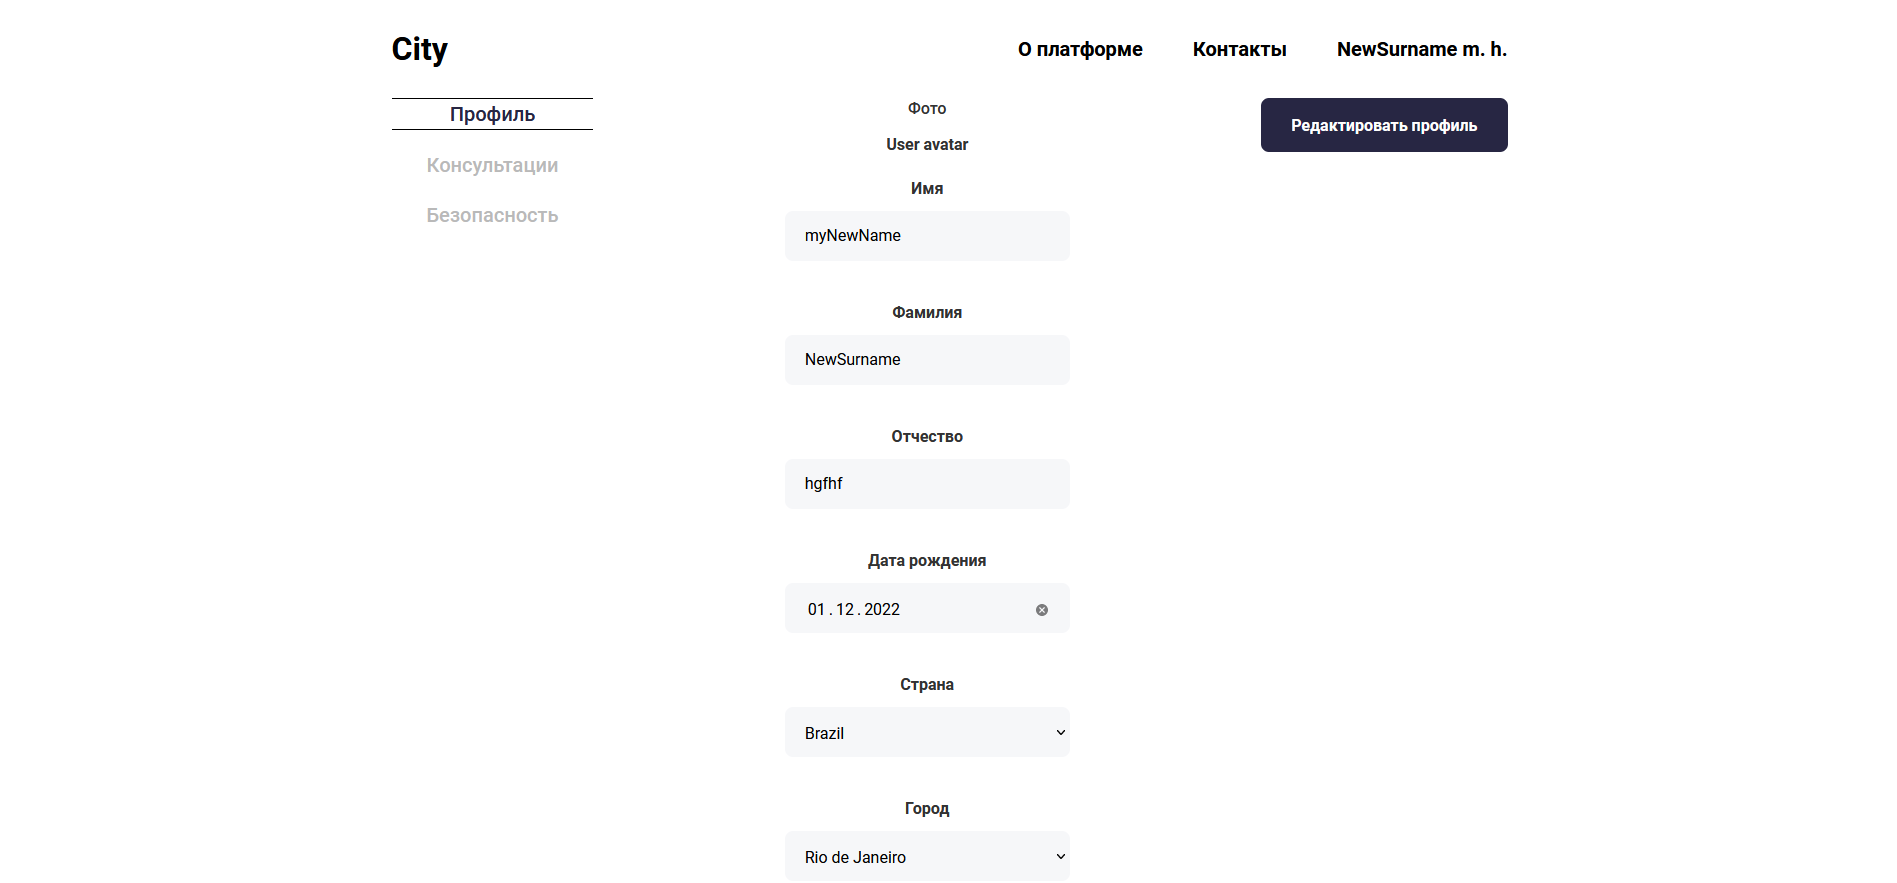 City
О платформе
Контакты
NewSurname m. h.
Профиль
Консультации
Безопасность
Фото
User avatar
Имя
myNewName
Фамилия
NewSurname
Отчество
hgfhf
Дата рождения
01.12.2022
Страна
Brazil
Город
Rio de Janeiro
Редактировать профиль